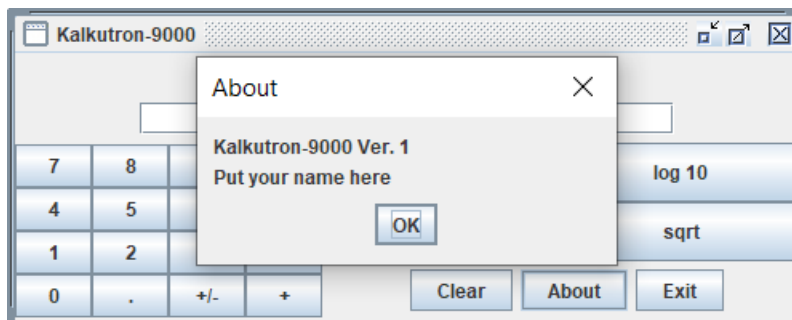 Kalkutron-9000
About
Kalkutron-9000 Ver. 1
Put your name here
OK
7 8 log 10
4 5 sqrt
1 2
0 . +/- + Clear About Exit